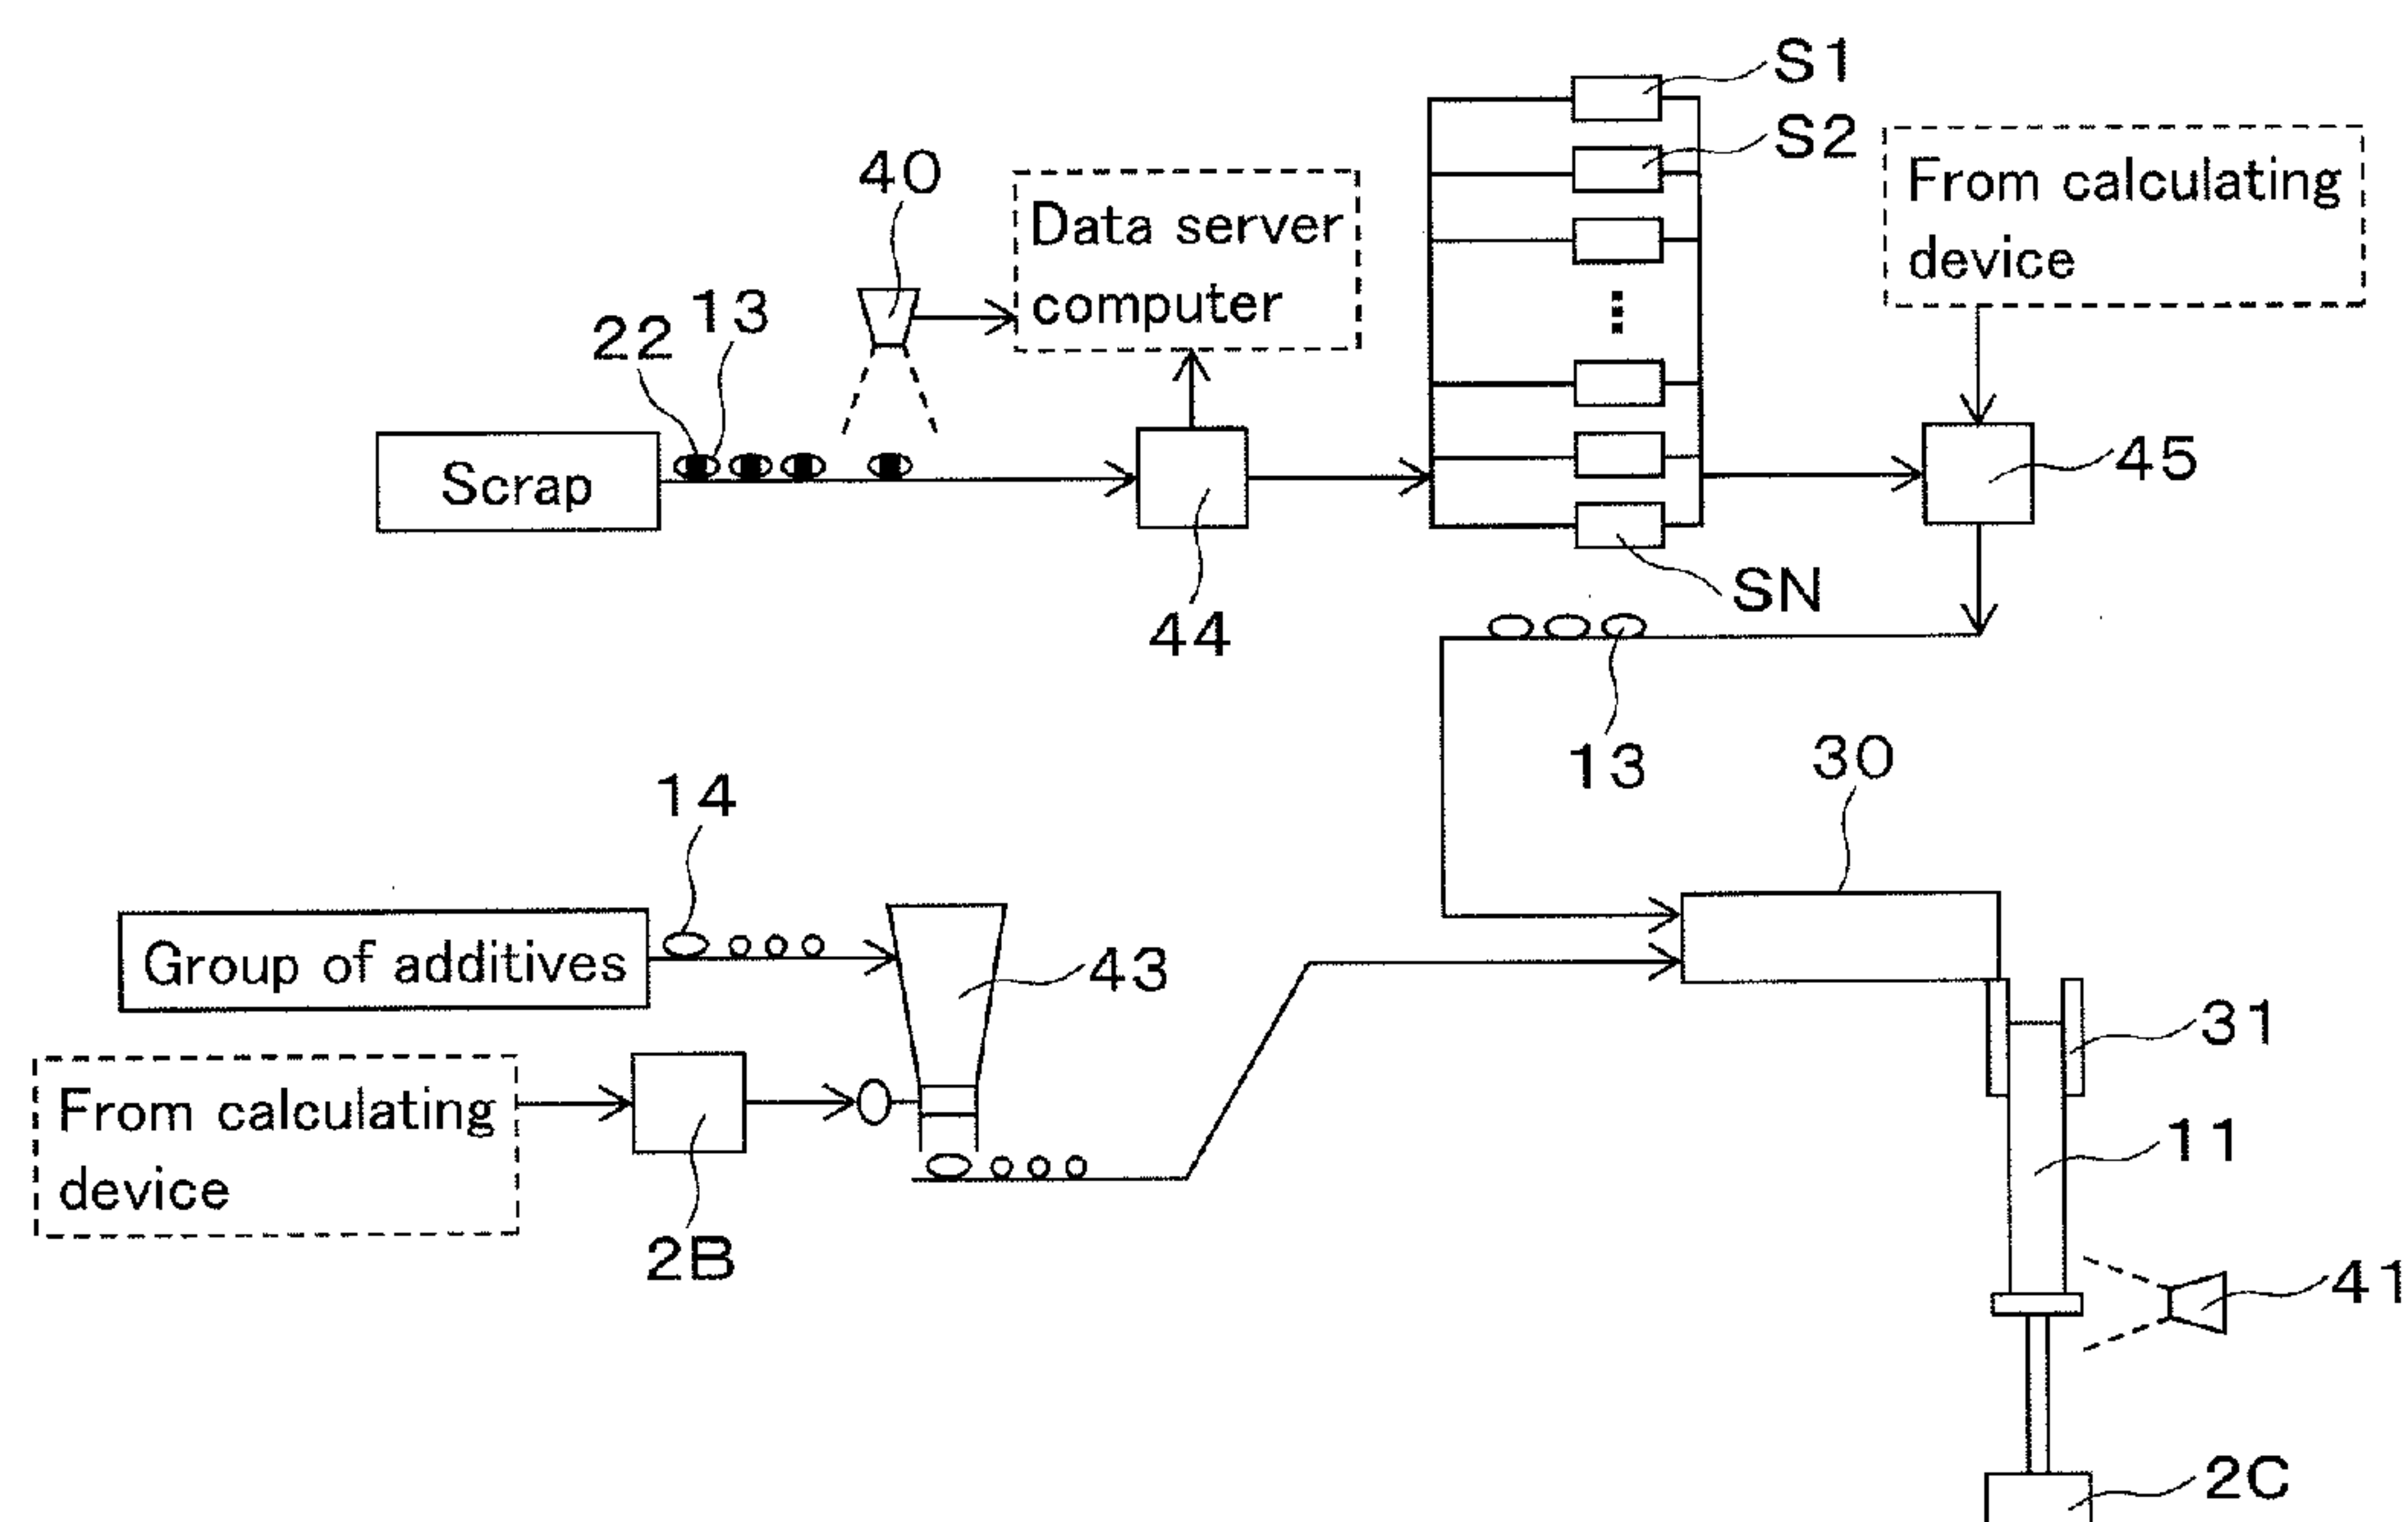 S1
S2
40
Data server
computer
From calculating
device
22
13
Scrap
45
44
SN
13
30
14
Group of additives
43
31
From calculating
device
11
2B
41
2C